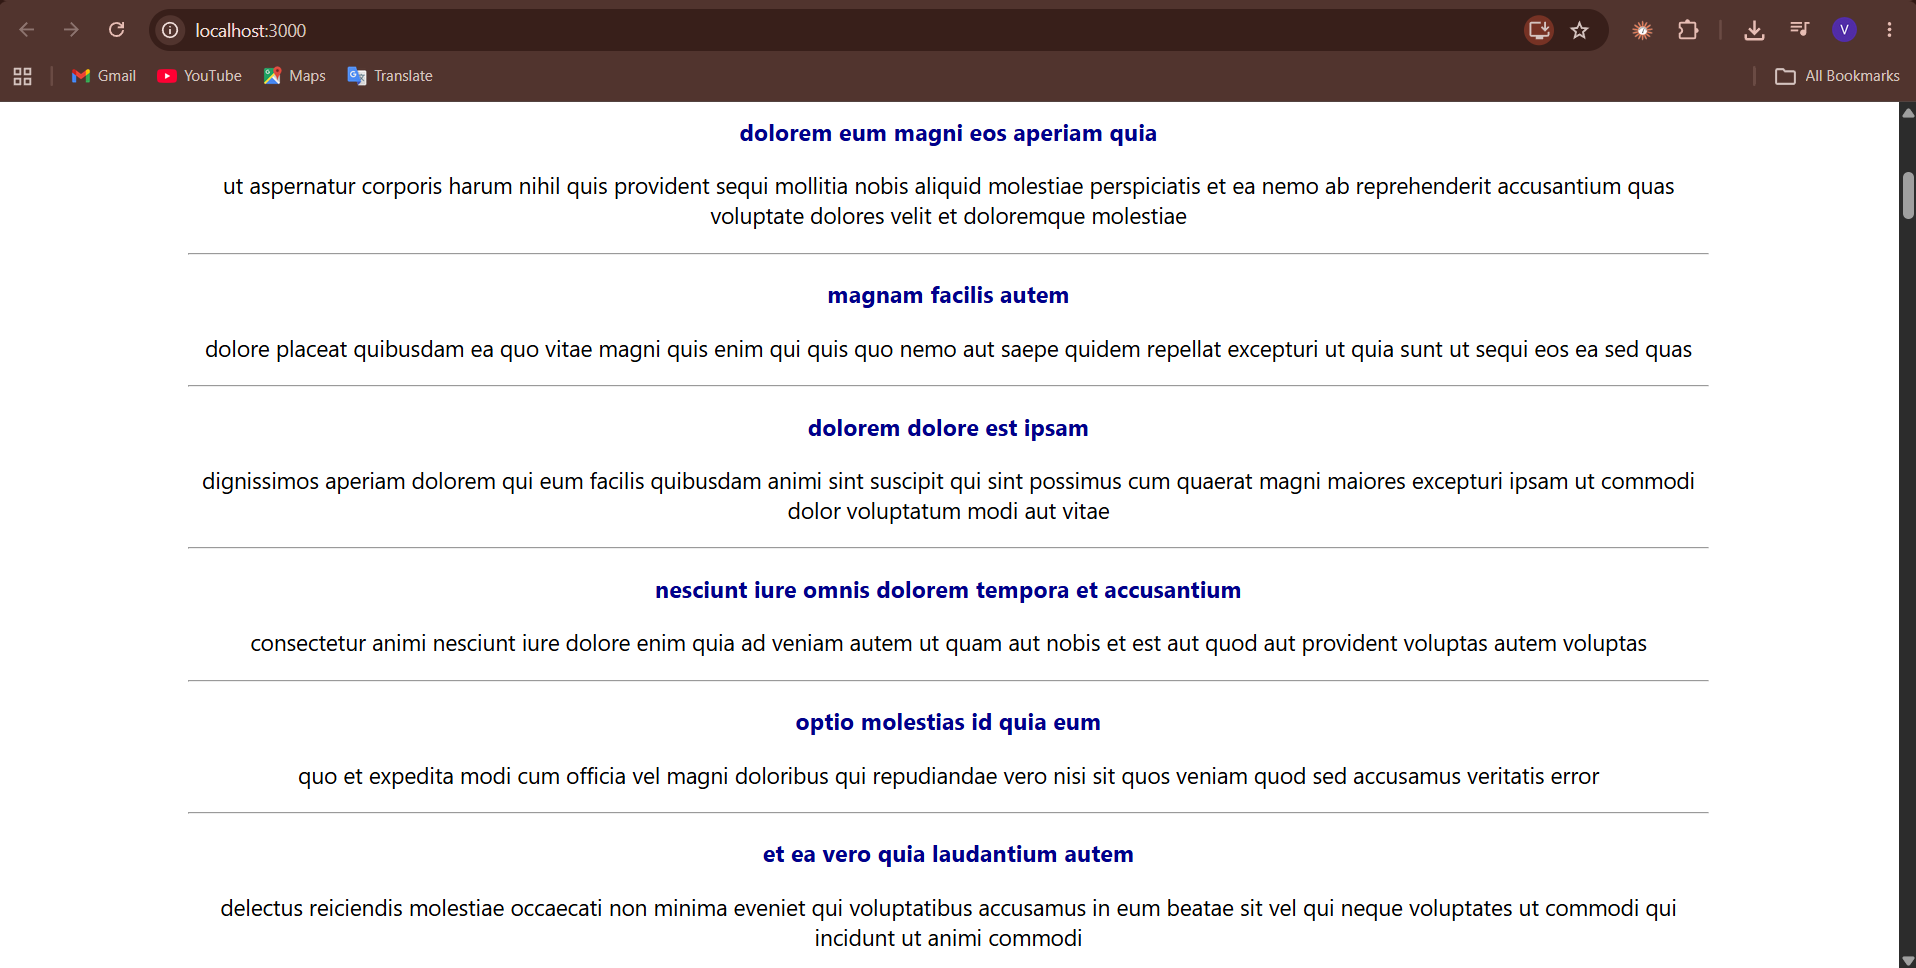 localhost:3000
V
Gmail
YouTube
Maps
Translate
All Bookmarks
dolorem eum magni eos aperiam quia
ut aspernatur corporis harum nihil quis provident sequi mollitia nobis aliquid molestiae perspiciatis et ea nemo ab reprehenderit accusantium quas
voluptate dolores velit et doloremque molestiae
magnam facilis autem
dolore placeat quibusdam ea quo vitae magni quis enim qui quis quo nemo aut saepe quidem repellat excepturi ut quia sunt ut sequi eos ea sed quas
dolorem dolore est ipsam
dignissimos aperiam dolorem qui eum facilis quibusdam animi sint suscipit qui sint possimus cum quaerat magni maiores excepturi ipsam ut commodi
dolor voluptatum modi aut vitae
nesciunt iure omnis dolorem tempora et accusantium
consectetur animi nesciunt iure dolore enim quia ad veniam autem ut quam aut nobis et est aut quod aut provident voluptas autem voluptas
optio molestias id quia eum
quo et expedita modi cum officia vel magni doloribus qui repudiandae vero nisi sit quos veniam quod sed accusamus veritatis error
et ea vero quia laudantium autem
delectus reiciendis molestiae occaecati non minima eveniet qui voluptatibus accusamus in eum beatae sit vel qui neque voluptates ut commodi qui
incidunt ut animi commodi